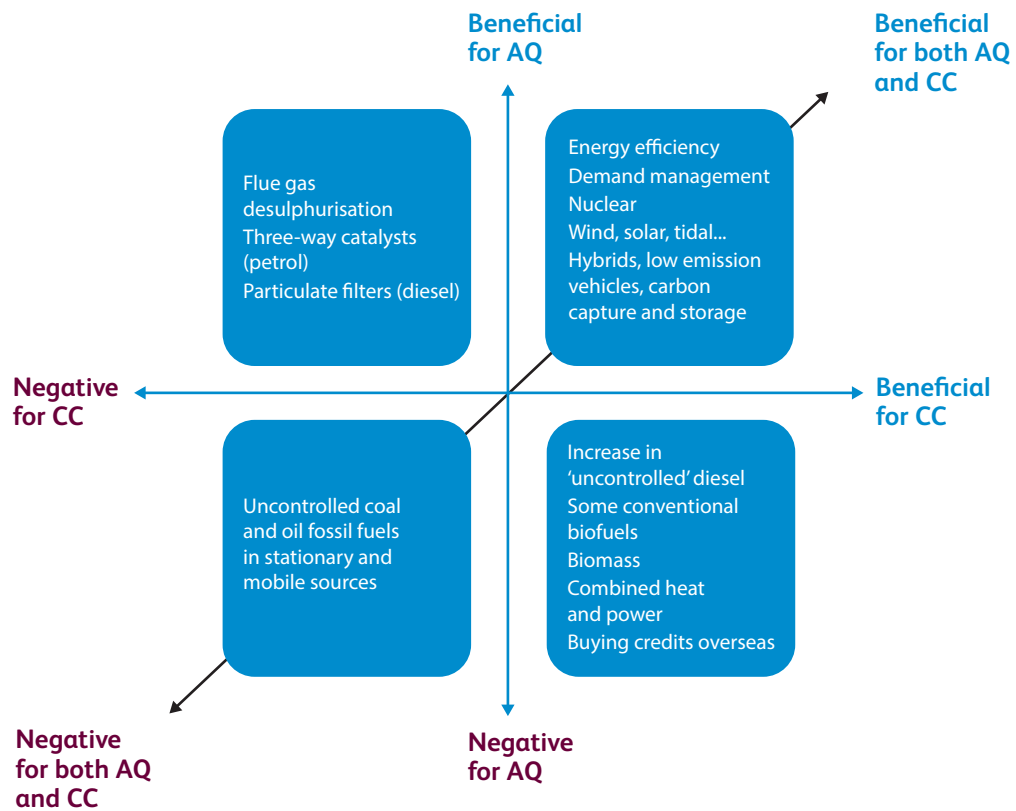 Beneficial
for AQ
Beneficial
for both AQ
and CC
Flue gas
desulphurisation
Three-way catalysts
(petrol)
Particulate filters (diesel)
Energy efficiency
Demand management
Nuclear
Wind, solar, tidal...
Hybrids, low emission
vehicles, carbon
capture and storage
Negative
for CC
Beneficial
for CC
Uncontrolled coal
and oil fossil fuels
in stationary and
mobile sources
Increase in
‘uncontrolled’ diesel
Some conventional
biofuels
Biomass
Combined heat
and power
Buying credits overseas
Negative
for both AQ
and CC
Negative
for AQ